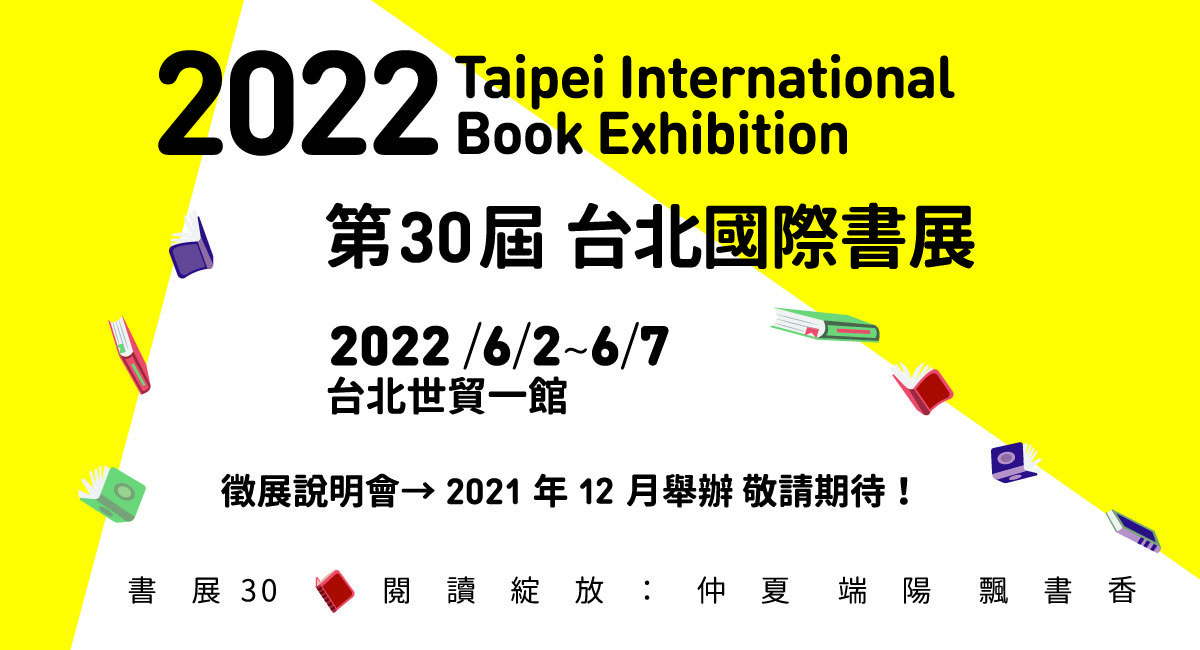 2022 Taipei International
Book Exhibition
第30屆 台北國際書展
2022 /6/2~6/7
台北世貿一館
徵展說明會→ 2021 年 12 月舉辦 敬請期待！
書展30 閱讀綻放：仲夏端陽飄書香